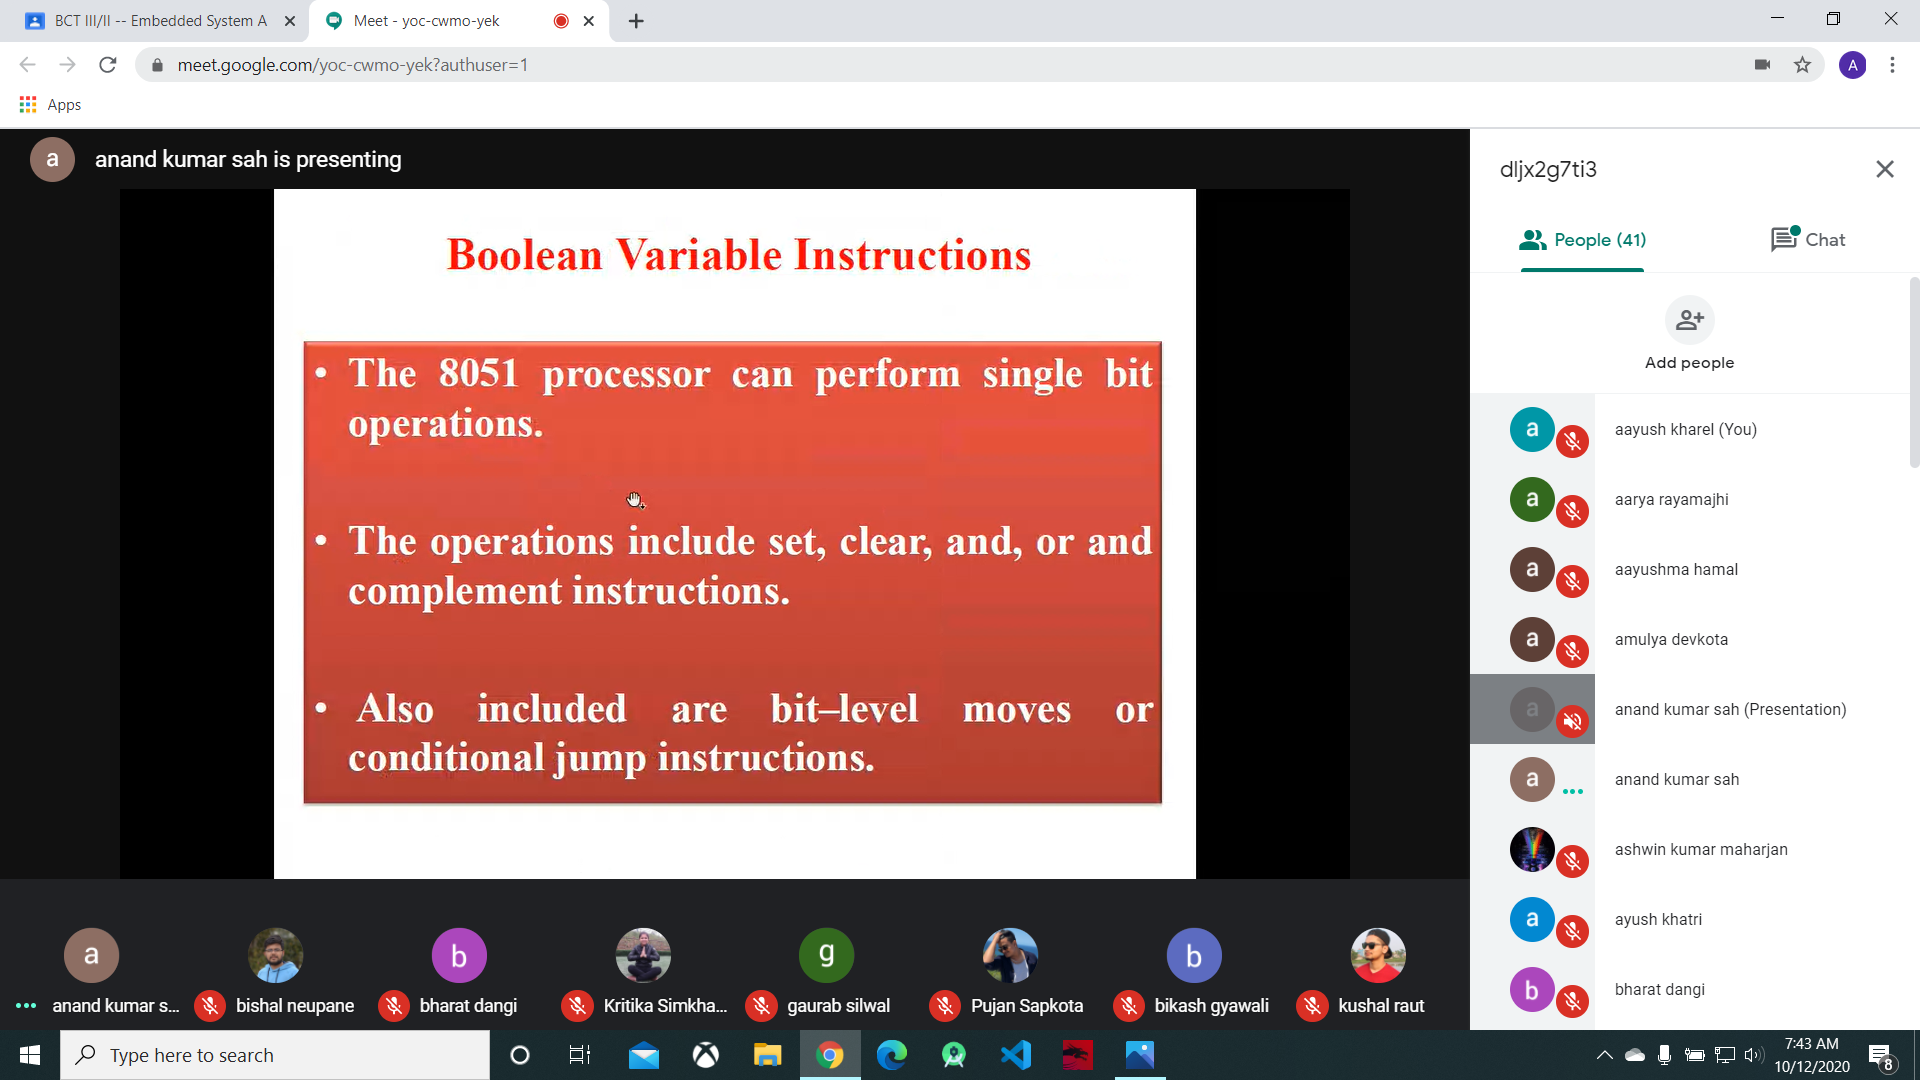 BCT III/II -- Embedded System A
Meet - yoc-cwmo-yek
meet.google.com/yoc-cwmo-yek?authuser=1
A
Apps
a
anand kumar sah is presenting
Boolean Variable Instructions
• The 8051 processor can perform single bit
operations.
• The operations include set, clear, and, or and
complement instructions.
• Also included are bit–level moves or
conditional jump instructions.
dljx2g7ti3
People (41)
Chat
Add people
a
aayush kharel (You)
a
aarya rayamajhi
a
aayushma hamal
a
amulya devkota
a
anand kumar sah (Presentation)
a
anand kumar sah
ashwin kumar maharjan
a
ayush khatri
b
bharat dangi
a
b
g
b
anand kumar s...
bishal neupane
bharat dangi
Kritika Simkha...
gaurab silwal
Pujan Sapkota
bikash gyawali
kushal raut
Type here to search
7:43 AM
10/12/2020
8